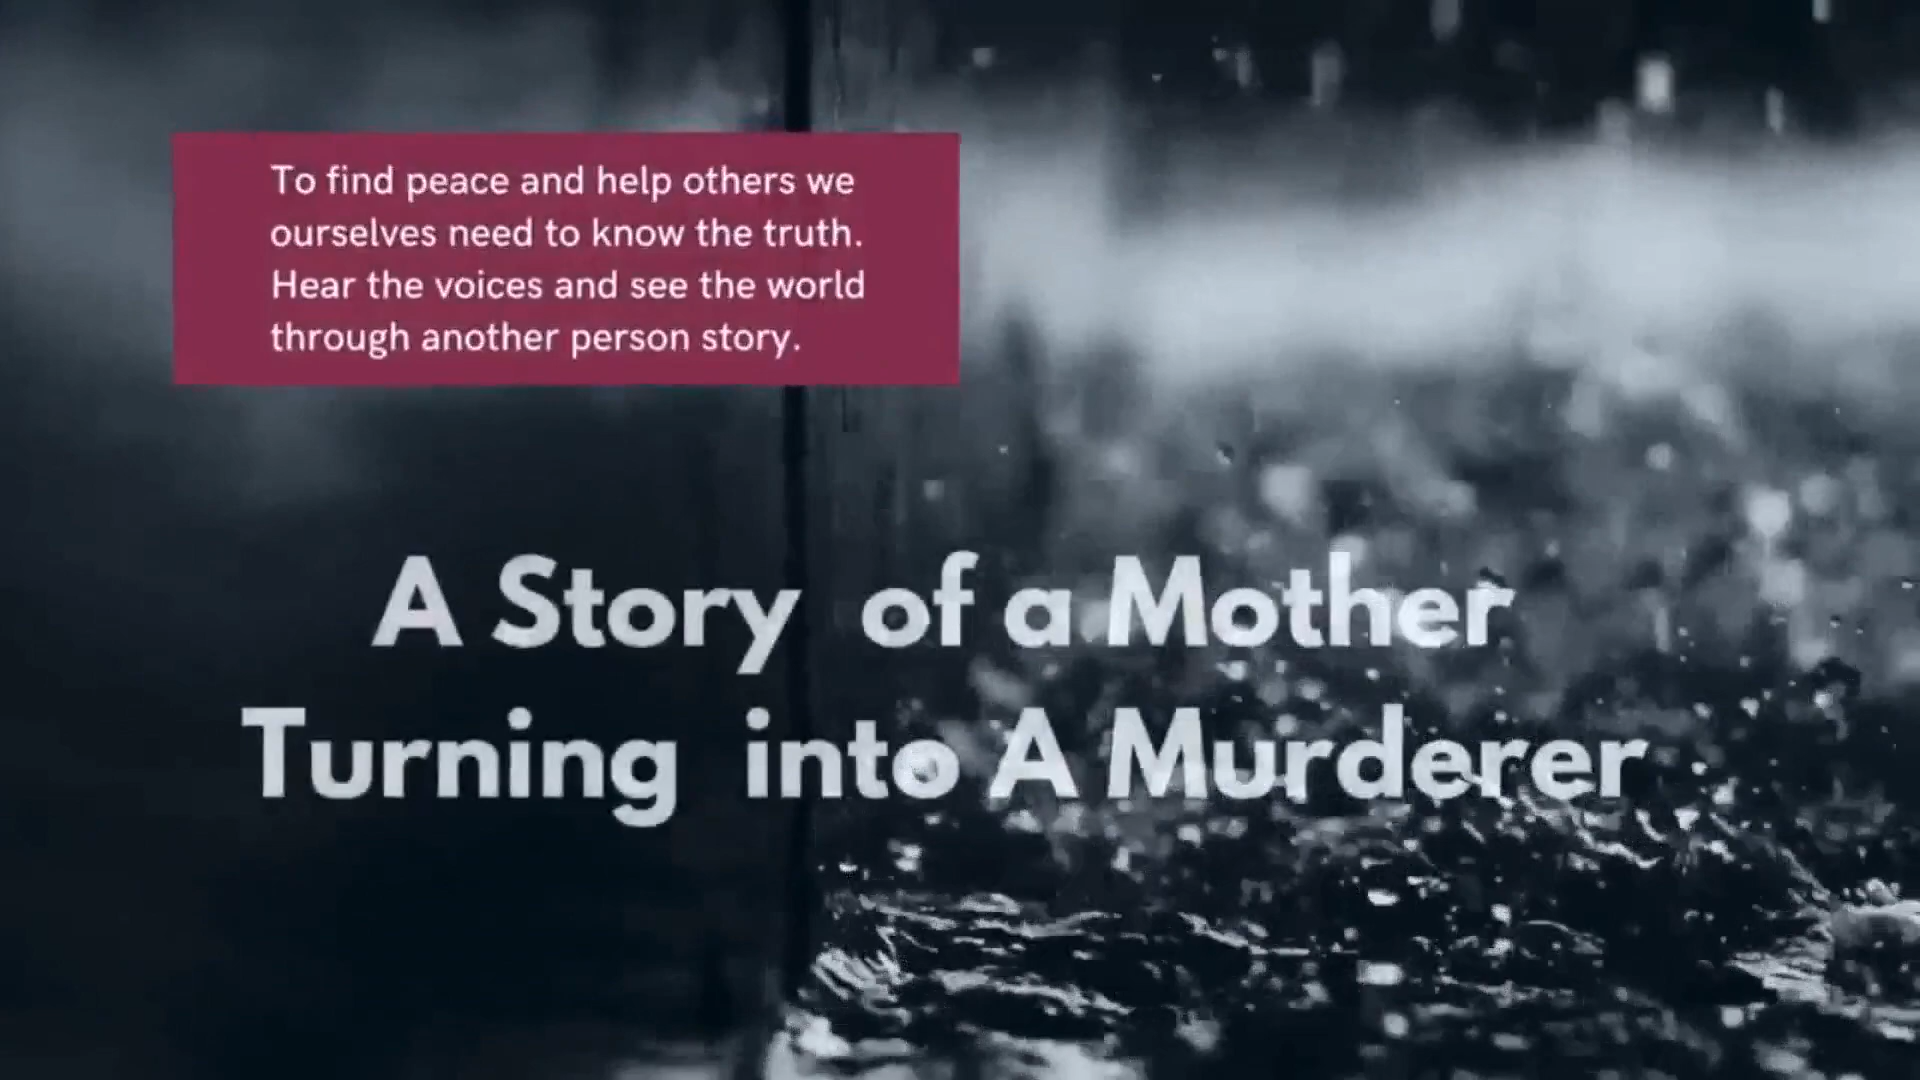 To find peace and help others we
ourselves need to know the truth.
Hear the voices and see the world
through another person story.
A Story of a Mother
Turning into A Murderer